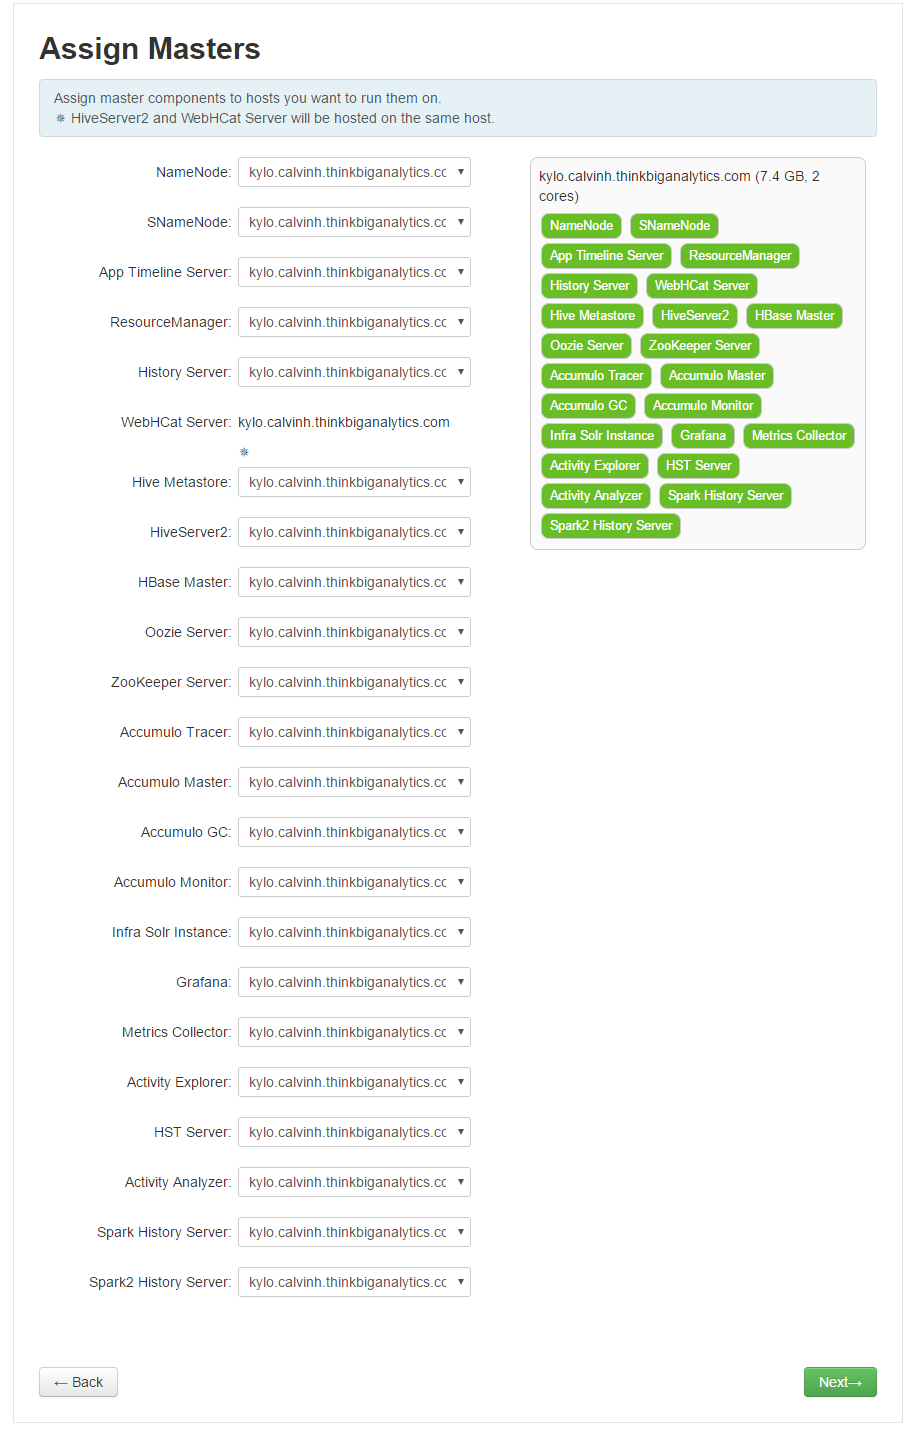 Assign Masters
Assign master components to hosts you want to run them on.
✵ HiveServer2 and WebHCat Server will be hosted on the same host.
NameNode: kylo.calvinh.thinkbiganalytics.cc
SNameNode: kylo.calvinh.thinkbiganalytics.cc
App Timeline Server: kylo.calvinh.thinkbiganalytics.cc
ResourceManager: kylo.calvinh.thinkbiganalytics.cc
History Server: kylo.calvinh.thinkbiganalytics.cc
WebHCat Server: kylo.calvinh.thinkbiganalytics.com
✵
Hive Metastore: kylo.calvinh.thinkbiganalytics.cc
HiveServer2: kylo.calvinh.thinkbiganalytics.cc
HBase Master: kylo.calvinh.thinkbiganalytics.cc
Oozie Server: kylo.calvinh.thinkbiganalytics.cc
ZooKeeper Server: kylo.calvinh.thinkbiganalytics.cc
Accumulo Tracer: kylo.calvinh.thinkbiganalytics.cc
Accumulo Master: kylo.calvinh.thinkbiganalytics.cc
Accumulo GC: kylo.calvinh.thinkbiganalytics.cc
Accumulo Monitor: kylo.calvinh.thinkbiganalytics.cc
Infra Solr Instance: kylo.calvinh.thinkbiganalytics.cc
Grafana: kylo.calvinh.thinkbiganalytics.cc
Metrics Collector: kylo.calvinh.thinkbiganalytics.cc
Activity Explorer: kylo.calvinh.thinkbiganalytics.cc
HST Server: kylo.calvinh.thinkbiganalytics.cc
Activity Analyzer: kylo.calvinh.thinkbiganalytics.cc
Spark History Server: kylo.calvinh.thinkbiganalytics.cc
Spark2 History Server: kylo.calvinh.thinkbiganalytics.cc
kylo.calvinh.thinkbiganalytics.com (7.4 GB, 2
cores)
NameNode SNameNode
App Timeline Server ResourceManager
History Server WebHCat Server
Hive Metastore HiveServer2 HBase Master
Oozie Server ZooKeeper Server
Accumulo Tracer Accumulo Master
Accumulo GC Accumulo Monitor
Infra Solr Instance Grafana Metrics Collector
Activity Explorer HST Server
Activity Analyzer Spark History Server
Spark2 History Server
← Back
Next→